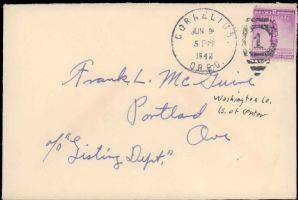 CORNELIUS
JUN 9
5 PM
1942
OREG.
1
Frank L. McGuire
Portland
Ore
Washington Co.
c/o "Listing Dept."